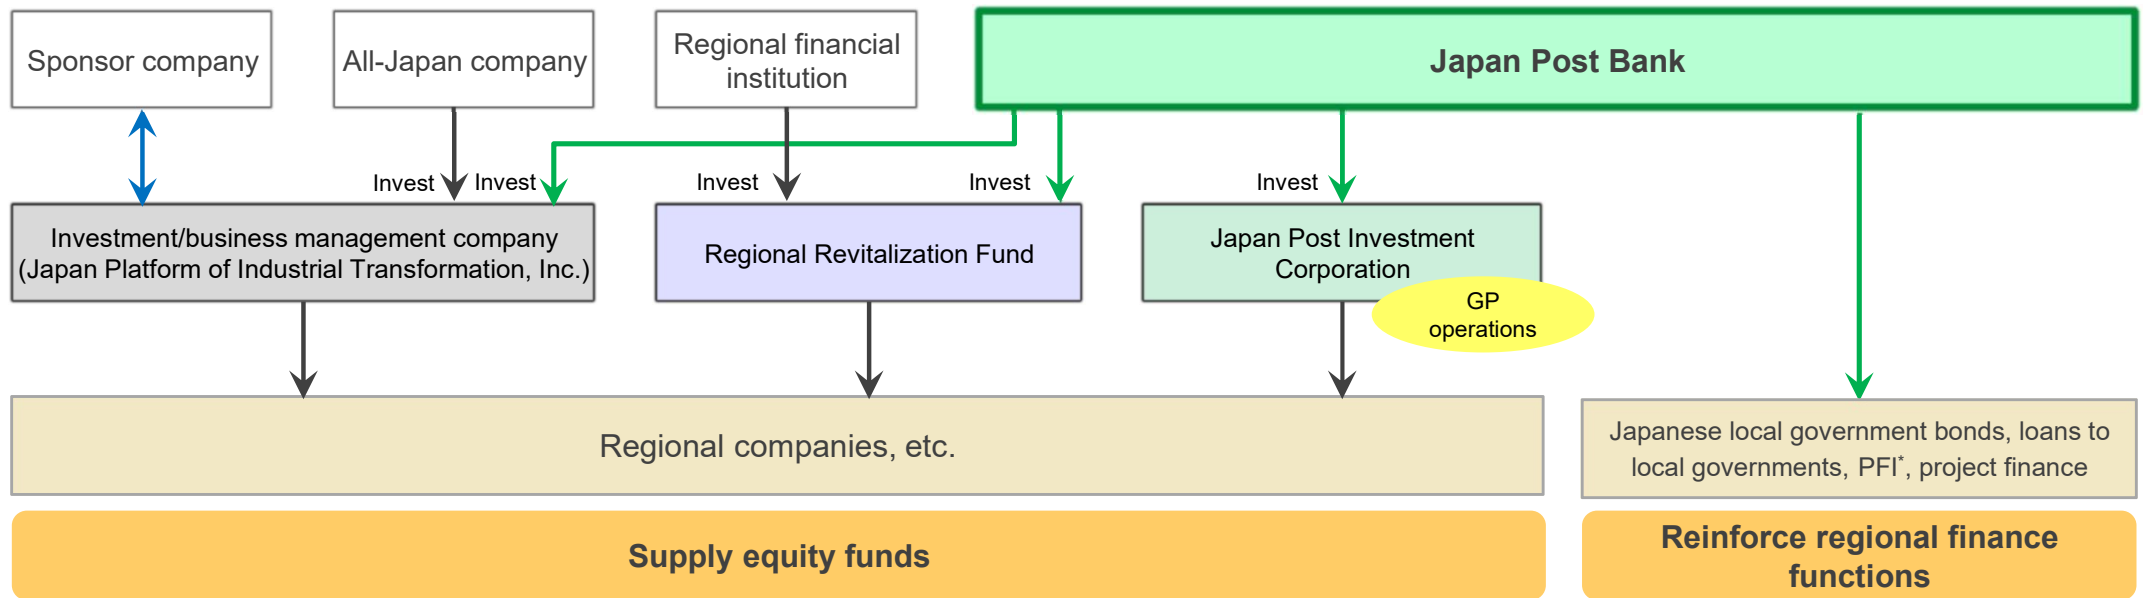 Sponsor company
All-Japan company
Regional financial
institution
Japan Post Bank
Invest
Invest
Invest
Invest
Invest
Investment/business management company
(Japan Platform of Industrial Transformation, Inc.)
Regional Revitalization Fund
Japan Post Investment
Corporation
GP
operations
Regional companies, etc.
Japanese local government bonds, loans to
local governments, PFI*, project finance
Supply equity funds
Reinforce regional finance
functions